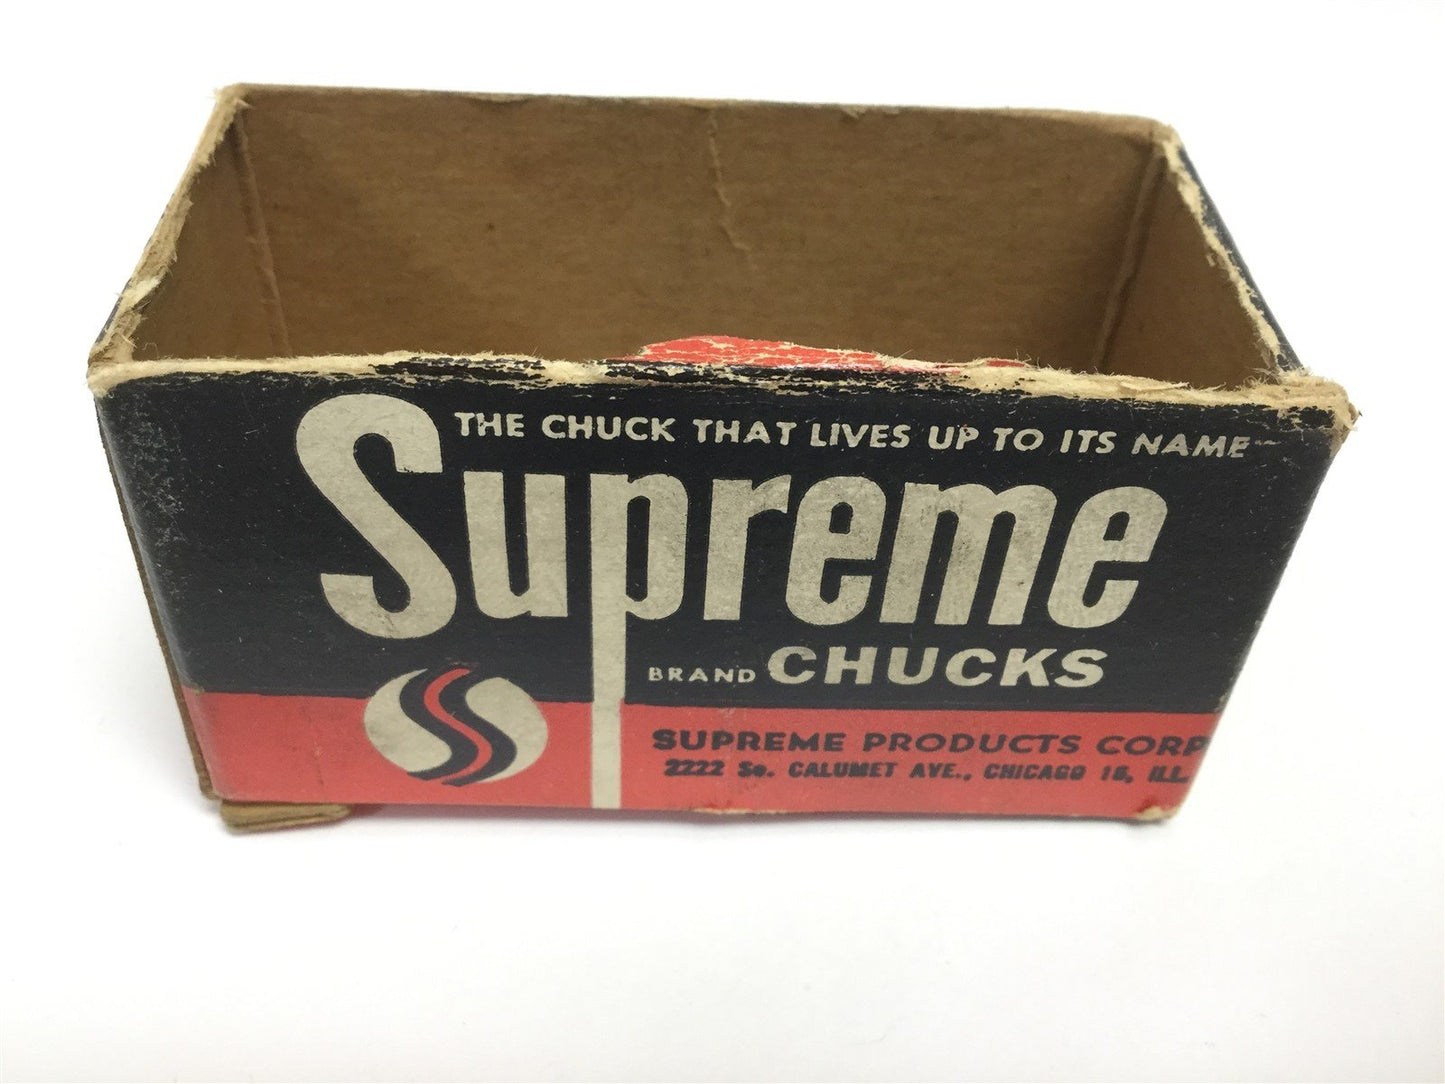 THE CHUCK THAT LIVES UP TO ITS NAME
Supreme
BRAND CHUCKS
SUPREME PRODUCTS CORP
2222 So. CALUMET AVE., CHICAGO 16, ILL.